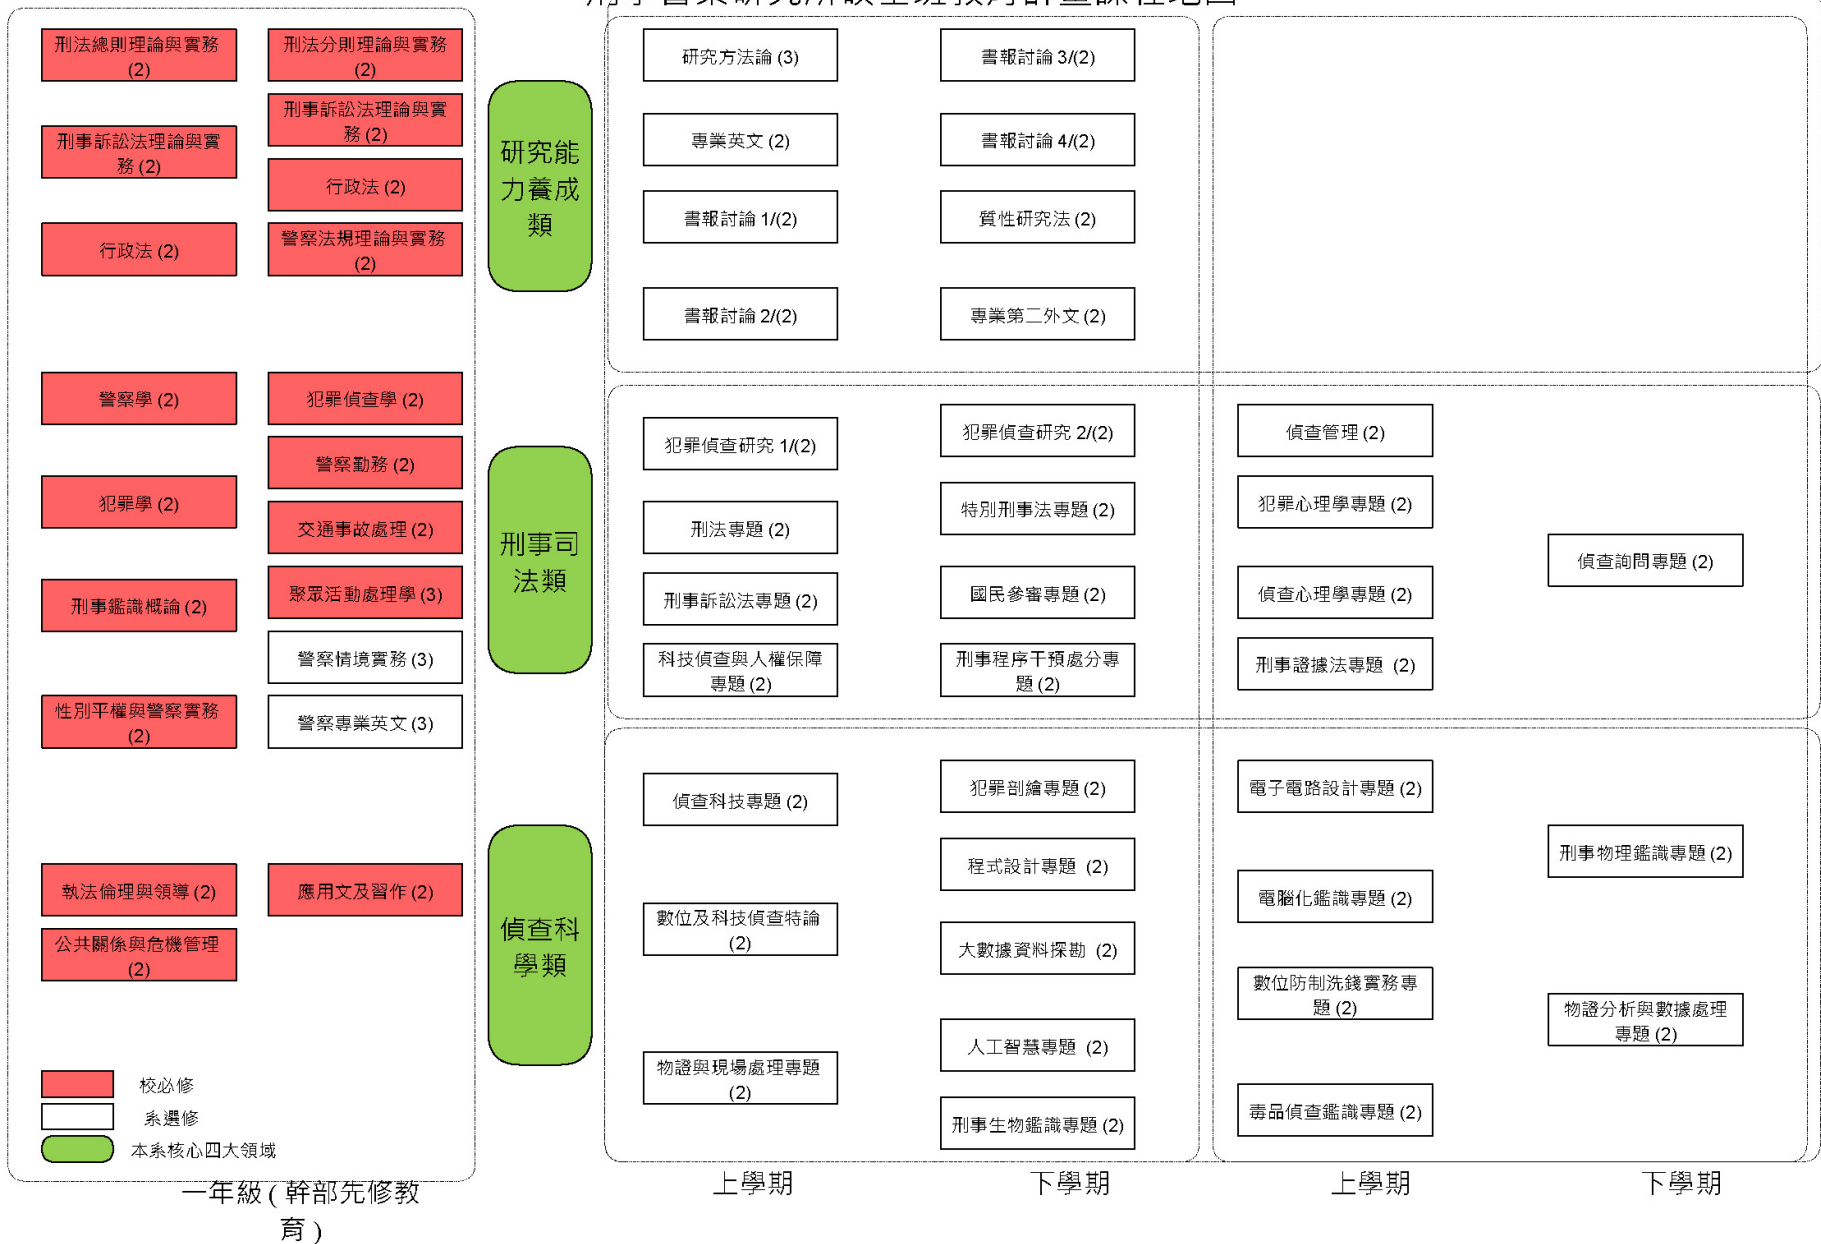 刑法總則理論與實務
(2)
刑法分則理論與實務
(2)
刑事訴訟法理論與實
務 (2)
刑事訴訟法理論與實
務 (2)
行政法 (2)
行政法 (2)
警察法規理論與實務
(2)
警察學 (2)
犯罪偵查學 (2)
警察勤務 (2)
犯罪學 (2)
交通事故處理 (2)
刑事鑑識概論 (2)
聚眾活動處理學 (3)
警察情境實務 (3)
性別平權與警察實務
(2)
警察專業英文 (3)
執法倫理與領導 (2)
應用文及習作 (2)
公共關係與危機管理
(2)
校必修
系選修
本系核心四大領域
一年級 ( 幹部先修教
育 )
研究能
力養成
類
研究方法論 (3)
書報討論 3/(2)
專業英文 (2)
書報討論 4/(2)
書報討論 1/(2)
質性研究法 (2)
書報討論 2/(2)
專業第二外文 (2)
刑事司
法類
犯罪偵查研究 1/(2)
犯罪偵查研究 2/(2)
偵查管理 (2)
刑法專題 (2)
特別刑事法專題 (2)
犯罪心理學專題 (2)
偵查詢問專題 (2)
刑事訴訟法專題 (2)
國民參審專題 (2)
偵查心理學專題 (2)
科技偵查與人權保障
專題 (2)
刑事程序干預處分專
題 (2)
刑事證據法專題 (2)
偵查科
學類
偵查科技專題 (2)
犯罪剖繪專題 (2)
電子電路設計專題 (2)
程式設計專題 (2)
刑事物理鑑識專題 (2)
數位及科技偵查特論
(2)
電腦化鑑識專題 (2)
大數據資料探勘 (2)
數位防制洗錢實務專
題 (2)
物證分析與數據處理
專題 (2)
人工智慧專題 (2)
物證與現場處理專題
(2)
刑事生物鑑識專題 (2)
毒品偵查鑑識專題 (2)
上學期
下學期
上學期
下學期